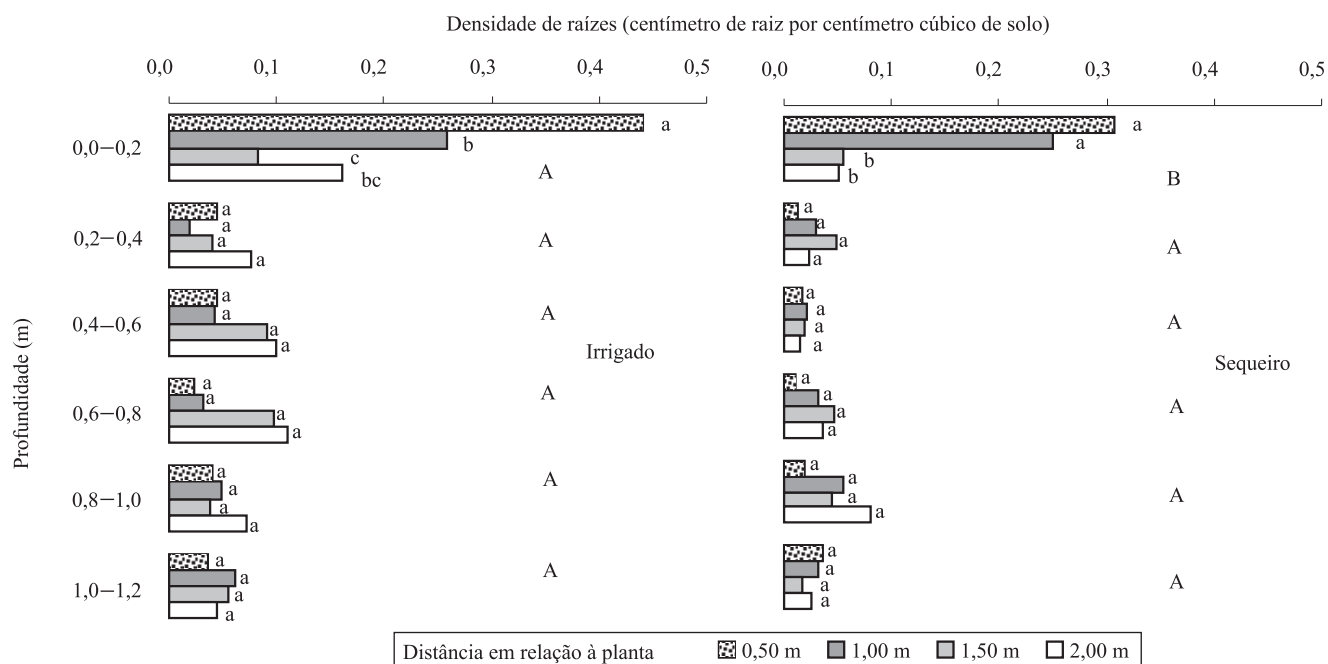 Densidade de raízes (centímetro de raiz por centímetro cúbico de solo)
0,0 0,1 0,2 0,3 0,4 0,5 0,0 0,1 0,2 0,3 0,4 0,5
Profundidade (m)
0,0−0,2
a
b
c
bc
A
a
a
b
b
B
0,2−0,4
a
a
a
a
A
a
a
a
a
A
0,4−0,6
a
a
a
a
A
a
a
a
a
A
Irrigado
Sequeiro
0,6−0,8
a
a
a
a
A
a
a
a
a
A
0,8−1,0
a
a
a
a
A
a
a
a
a
A
1,0−1,2
a
a
a
a
A
a
a
a
a
A
Distância em relação à planta 0,50 m 1,00 m 1,50 m 2,00 m